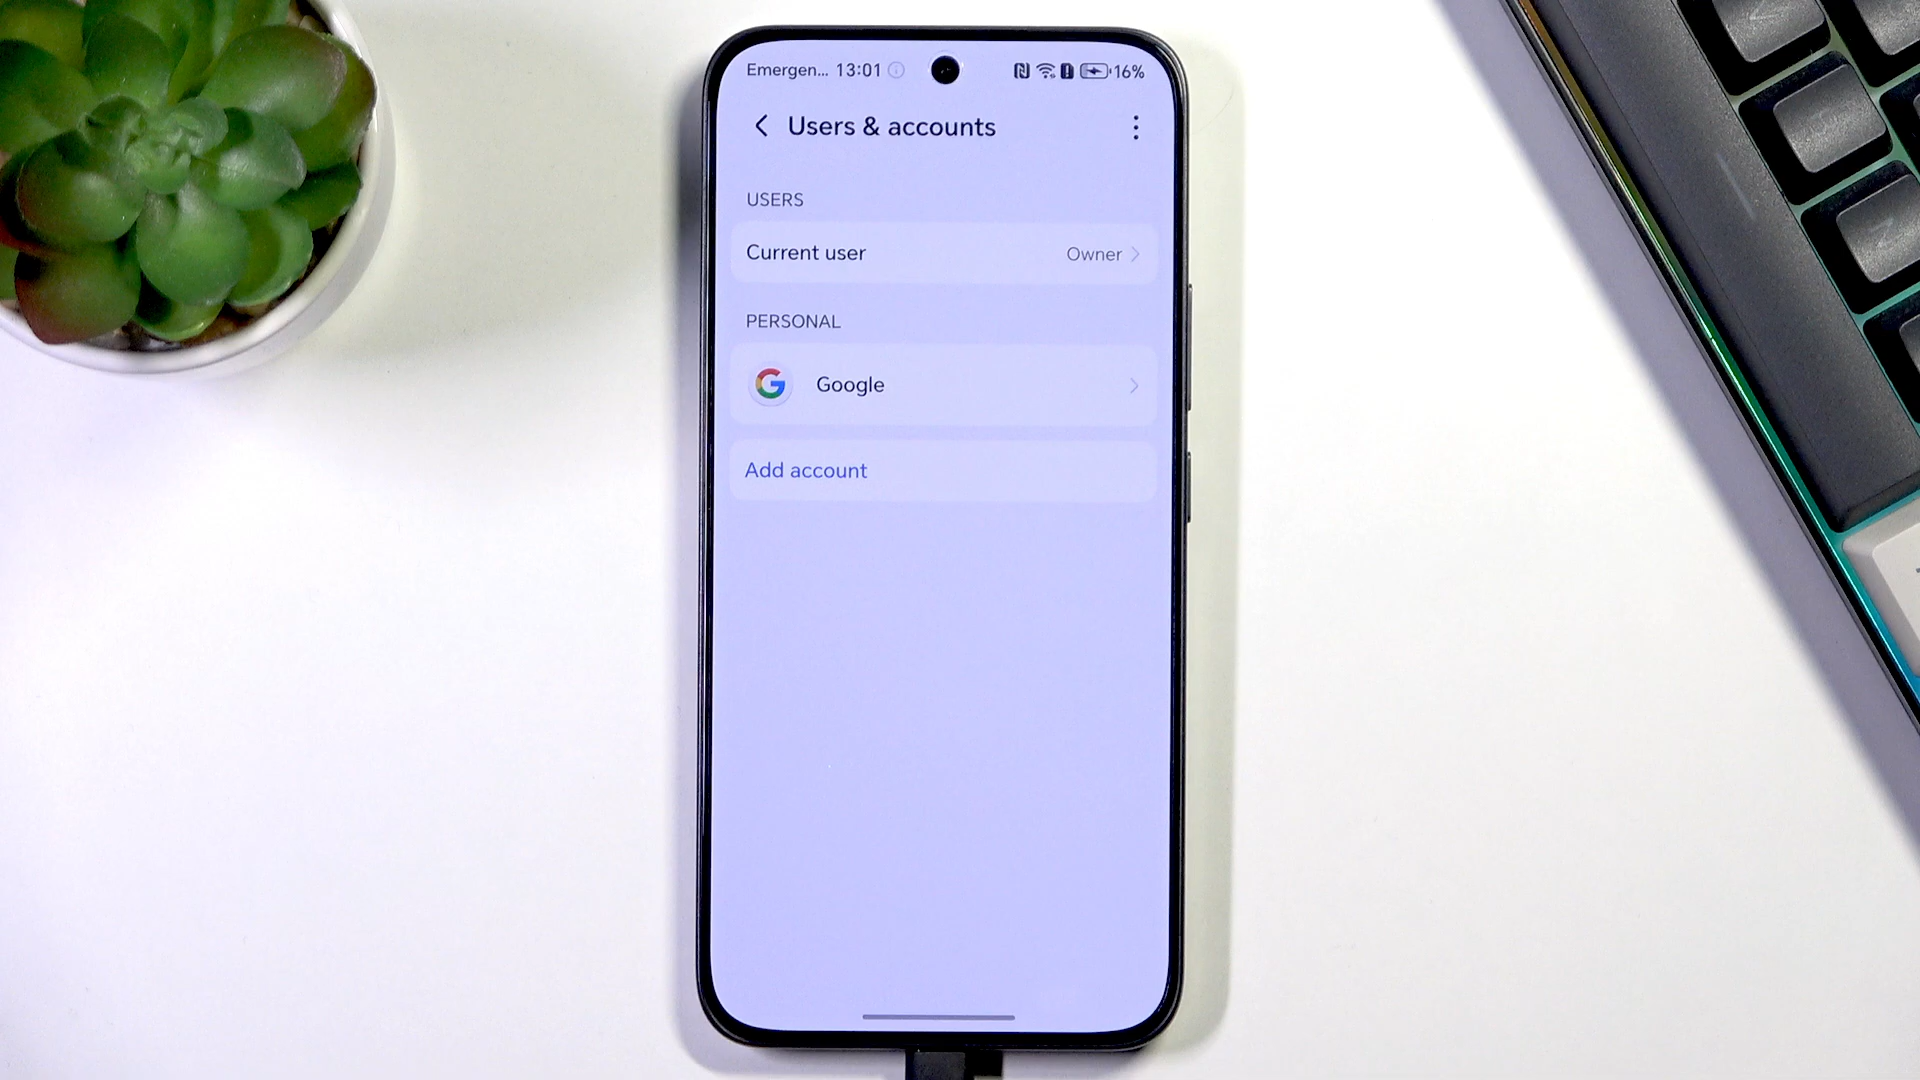 Emergen... 13:01 16%
Users & accounts
USERS
Current user Owner
PERSONAL
Google
Add account